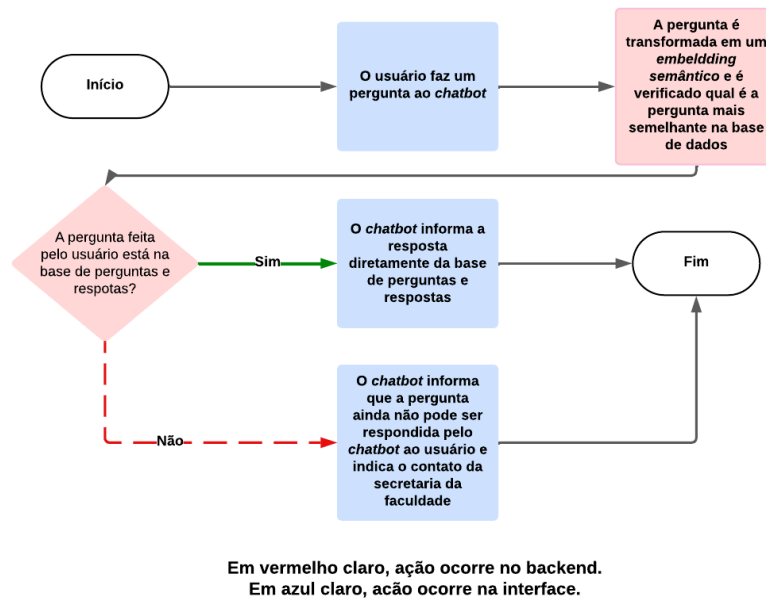 Início
O usuário faz um
pergunta ao chatbot
A pergunta é
transformada em um
embeldding
semântico e é
verificado qual é a
pergunta mais
semelhante na base
de dados
A pergunta feita
pelo usuário está na
base de perguntas e
respotas?
Sim
O chatbot informa a
resposta
diretamente da base
de perguntas e
respostas
Fim
Não
O chatbot informa
que a pergunta
ainda não pode ser
respondida pelo
chatbot ao usuário e
indica o contato da
secretaria da
faculdade
Em vermelho claro, ação ocorre no backend.
Em azul claro, acão ocorre na interface.